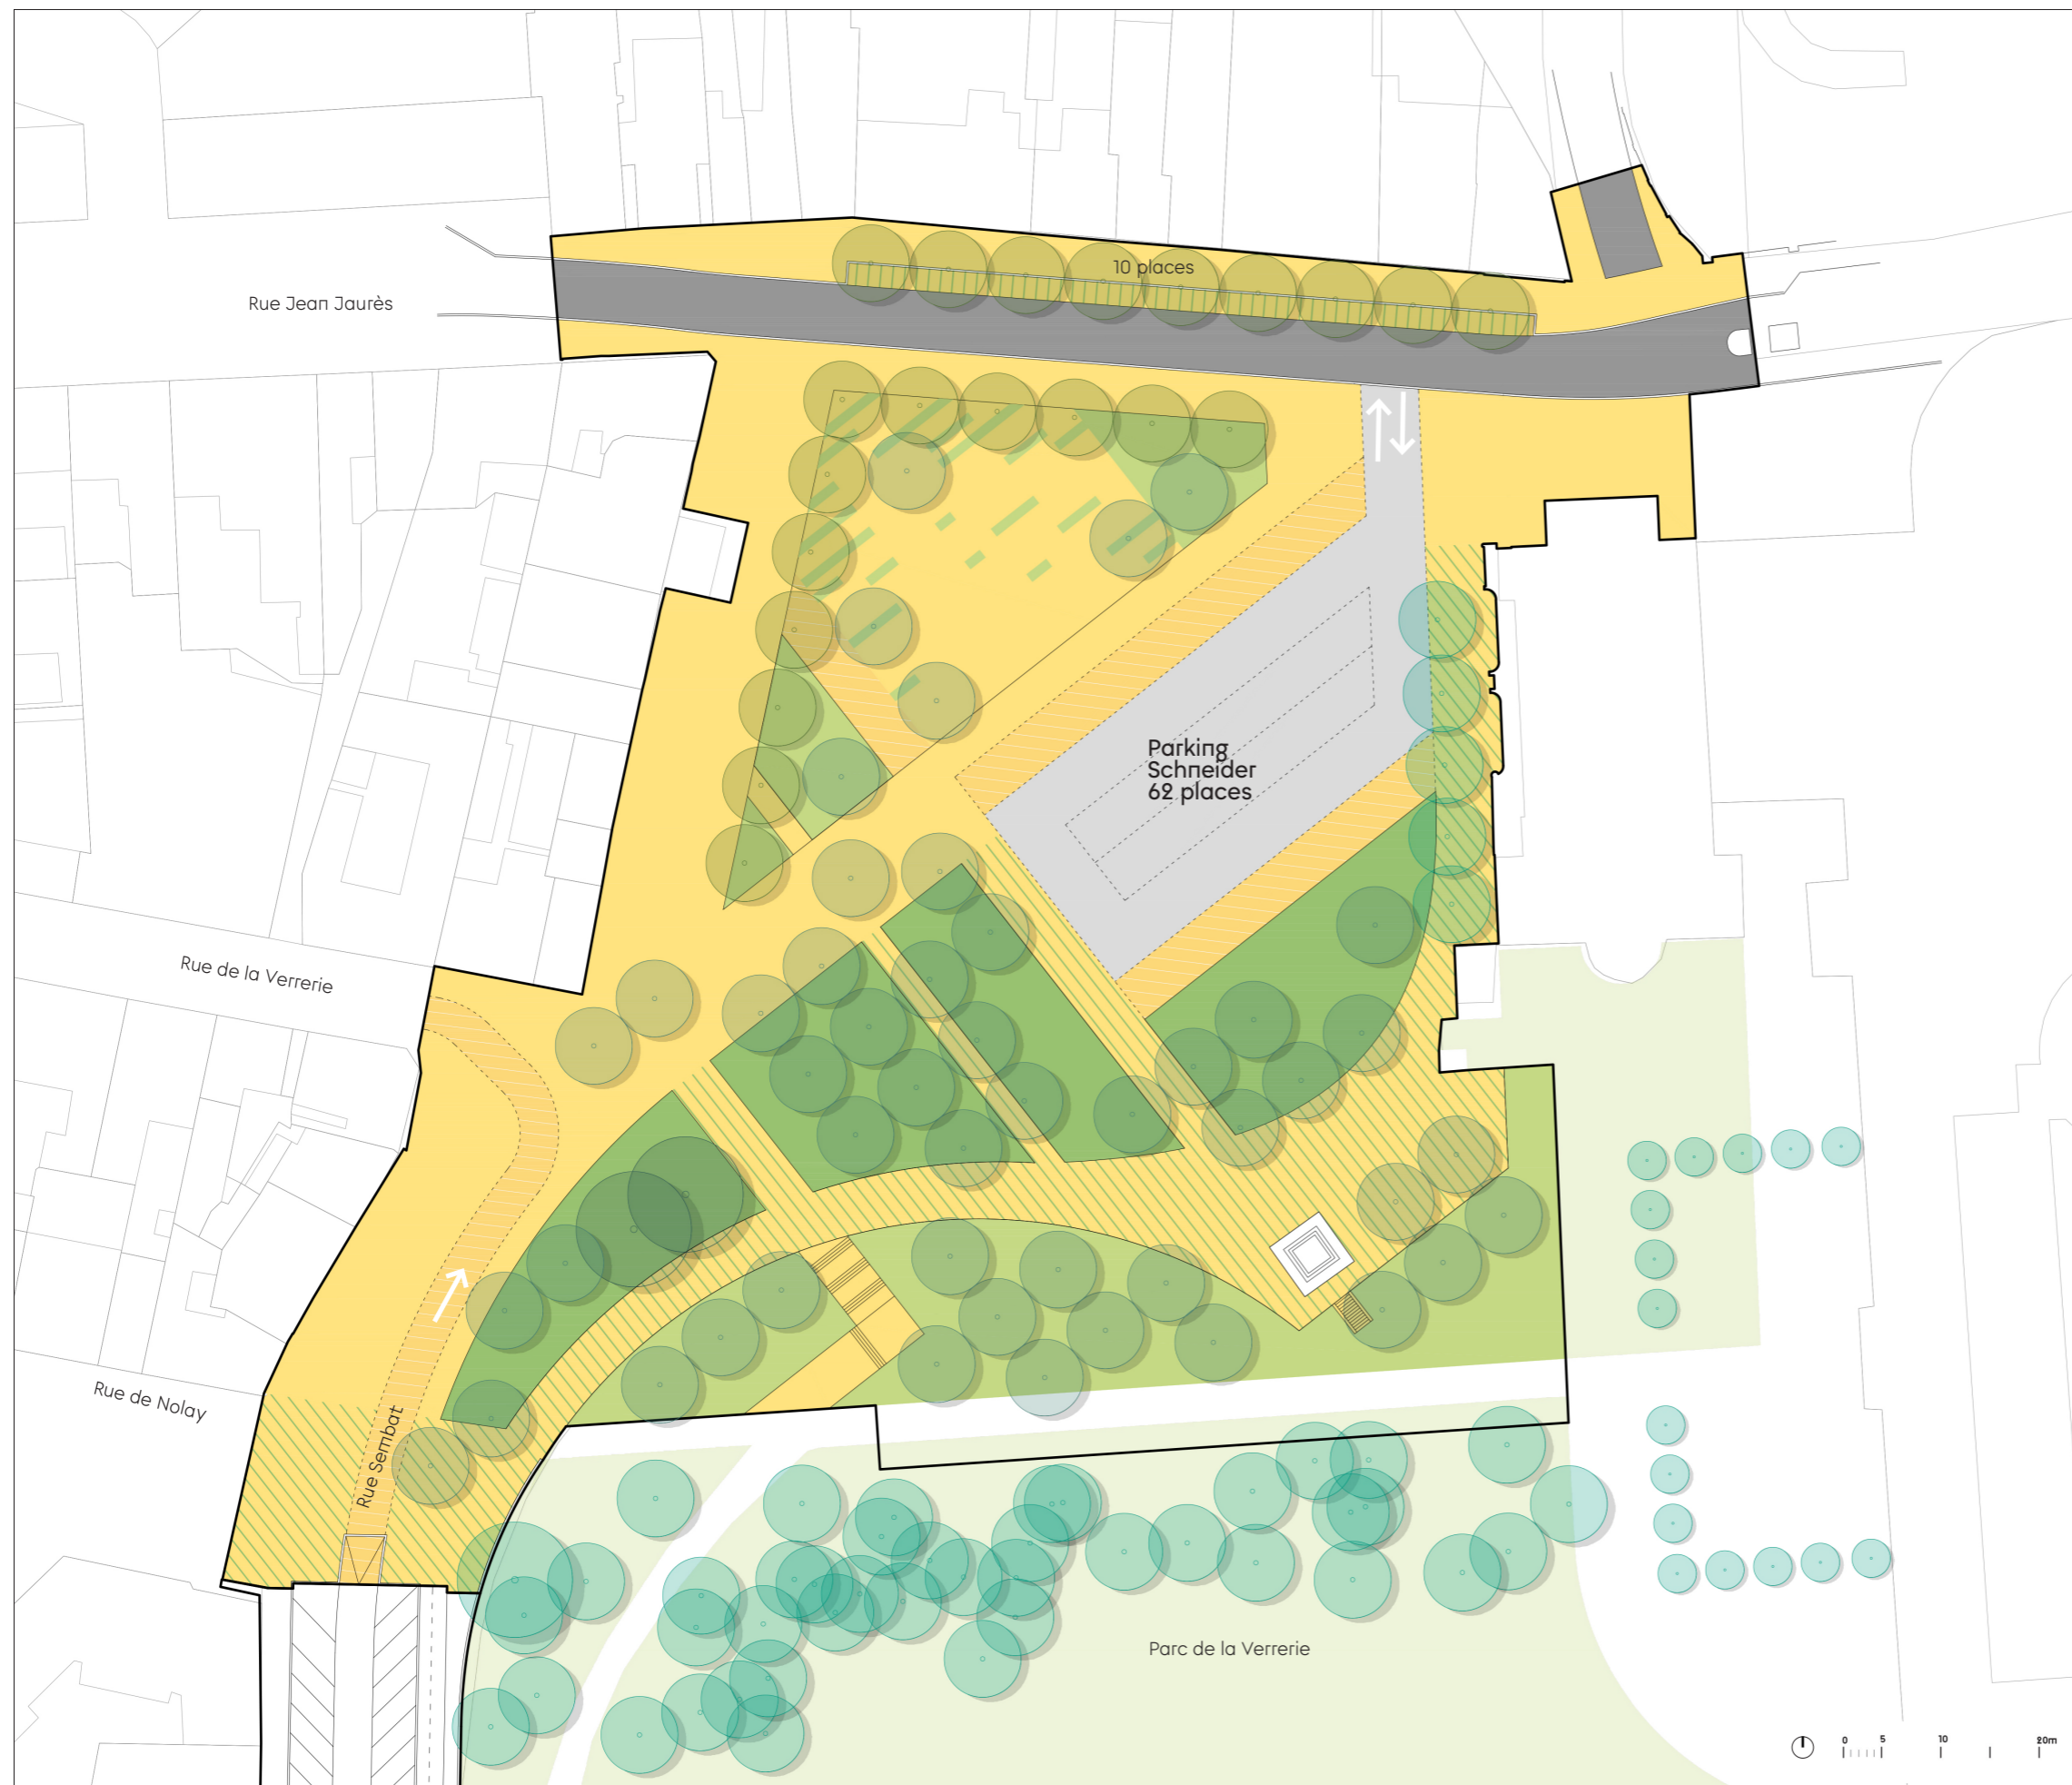 10 places
Rue Jean Jaurès
Parking
Schneider
62 places
Rue de la Verrerie
Rue de Nolay
Rue Sembat
Parc de la Verrerie
0 5 10 20m